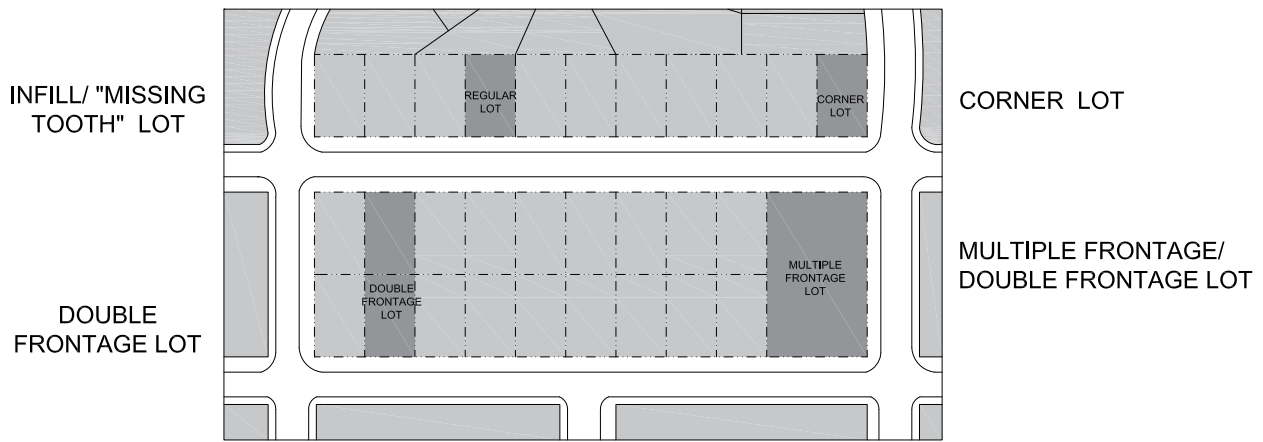 INFILL/ "MISSING
TOOTH" LOT
REGULAR
LOT
CORNER
LOT
CORNER LOT
DOUBLE
FRONTAGE LOT
DOUBLE
FRONTAGE
LOT
MULTIPLE
FRONTAGE
LOT
MULTIPLE FRONTAGE/
DOUBLE FRONTAGE LOT